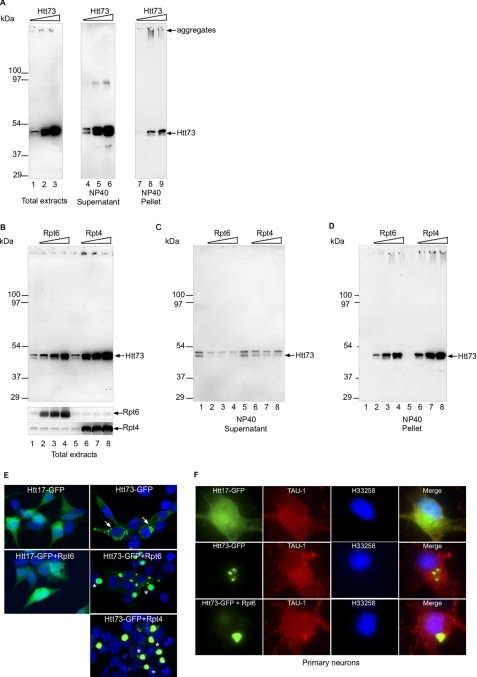 A
Htt73 Htt73 Htt73
kDa
aggregates
100
97
54
Htt73
37
29
1 2 3 4 5 6 7 8 9
Total extracts NP40 Supernatant NP40 Pellet
B
Rpt6 Rpt4
kDa
100
97
54
Htt73
37
29
Rpt6
Rpt4
1 2 3 4 5 6 7 8
Total extracts
C
Rpt6 Rpt4
kDa
100
97
54
Htt73
37
29
1 2 3 4 5 6 7 8
NP40
Supernatant
D
Rpt6 Rpt4
kDa
100
97
54
Htt73
37
29
1 2 3 4 5 6 7 8
NP40
Pellet
E
Htt17-GFP Htt73-GFP
Htt17-GFP+Rpt6 Htt73-GFP+Rpt6
* *
Htt73-GFP+Rpt4
* *
F
Htt17-GFP TAU-1 H33258 Merge
Htt73-GFP TAU-1 H33258 Merge
Htt73-GFP + Rpt6 TAU-1 H33258 Merge
Primary neurons